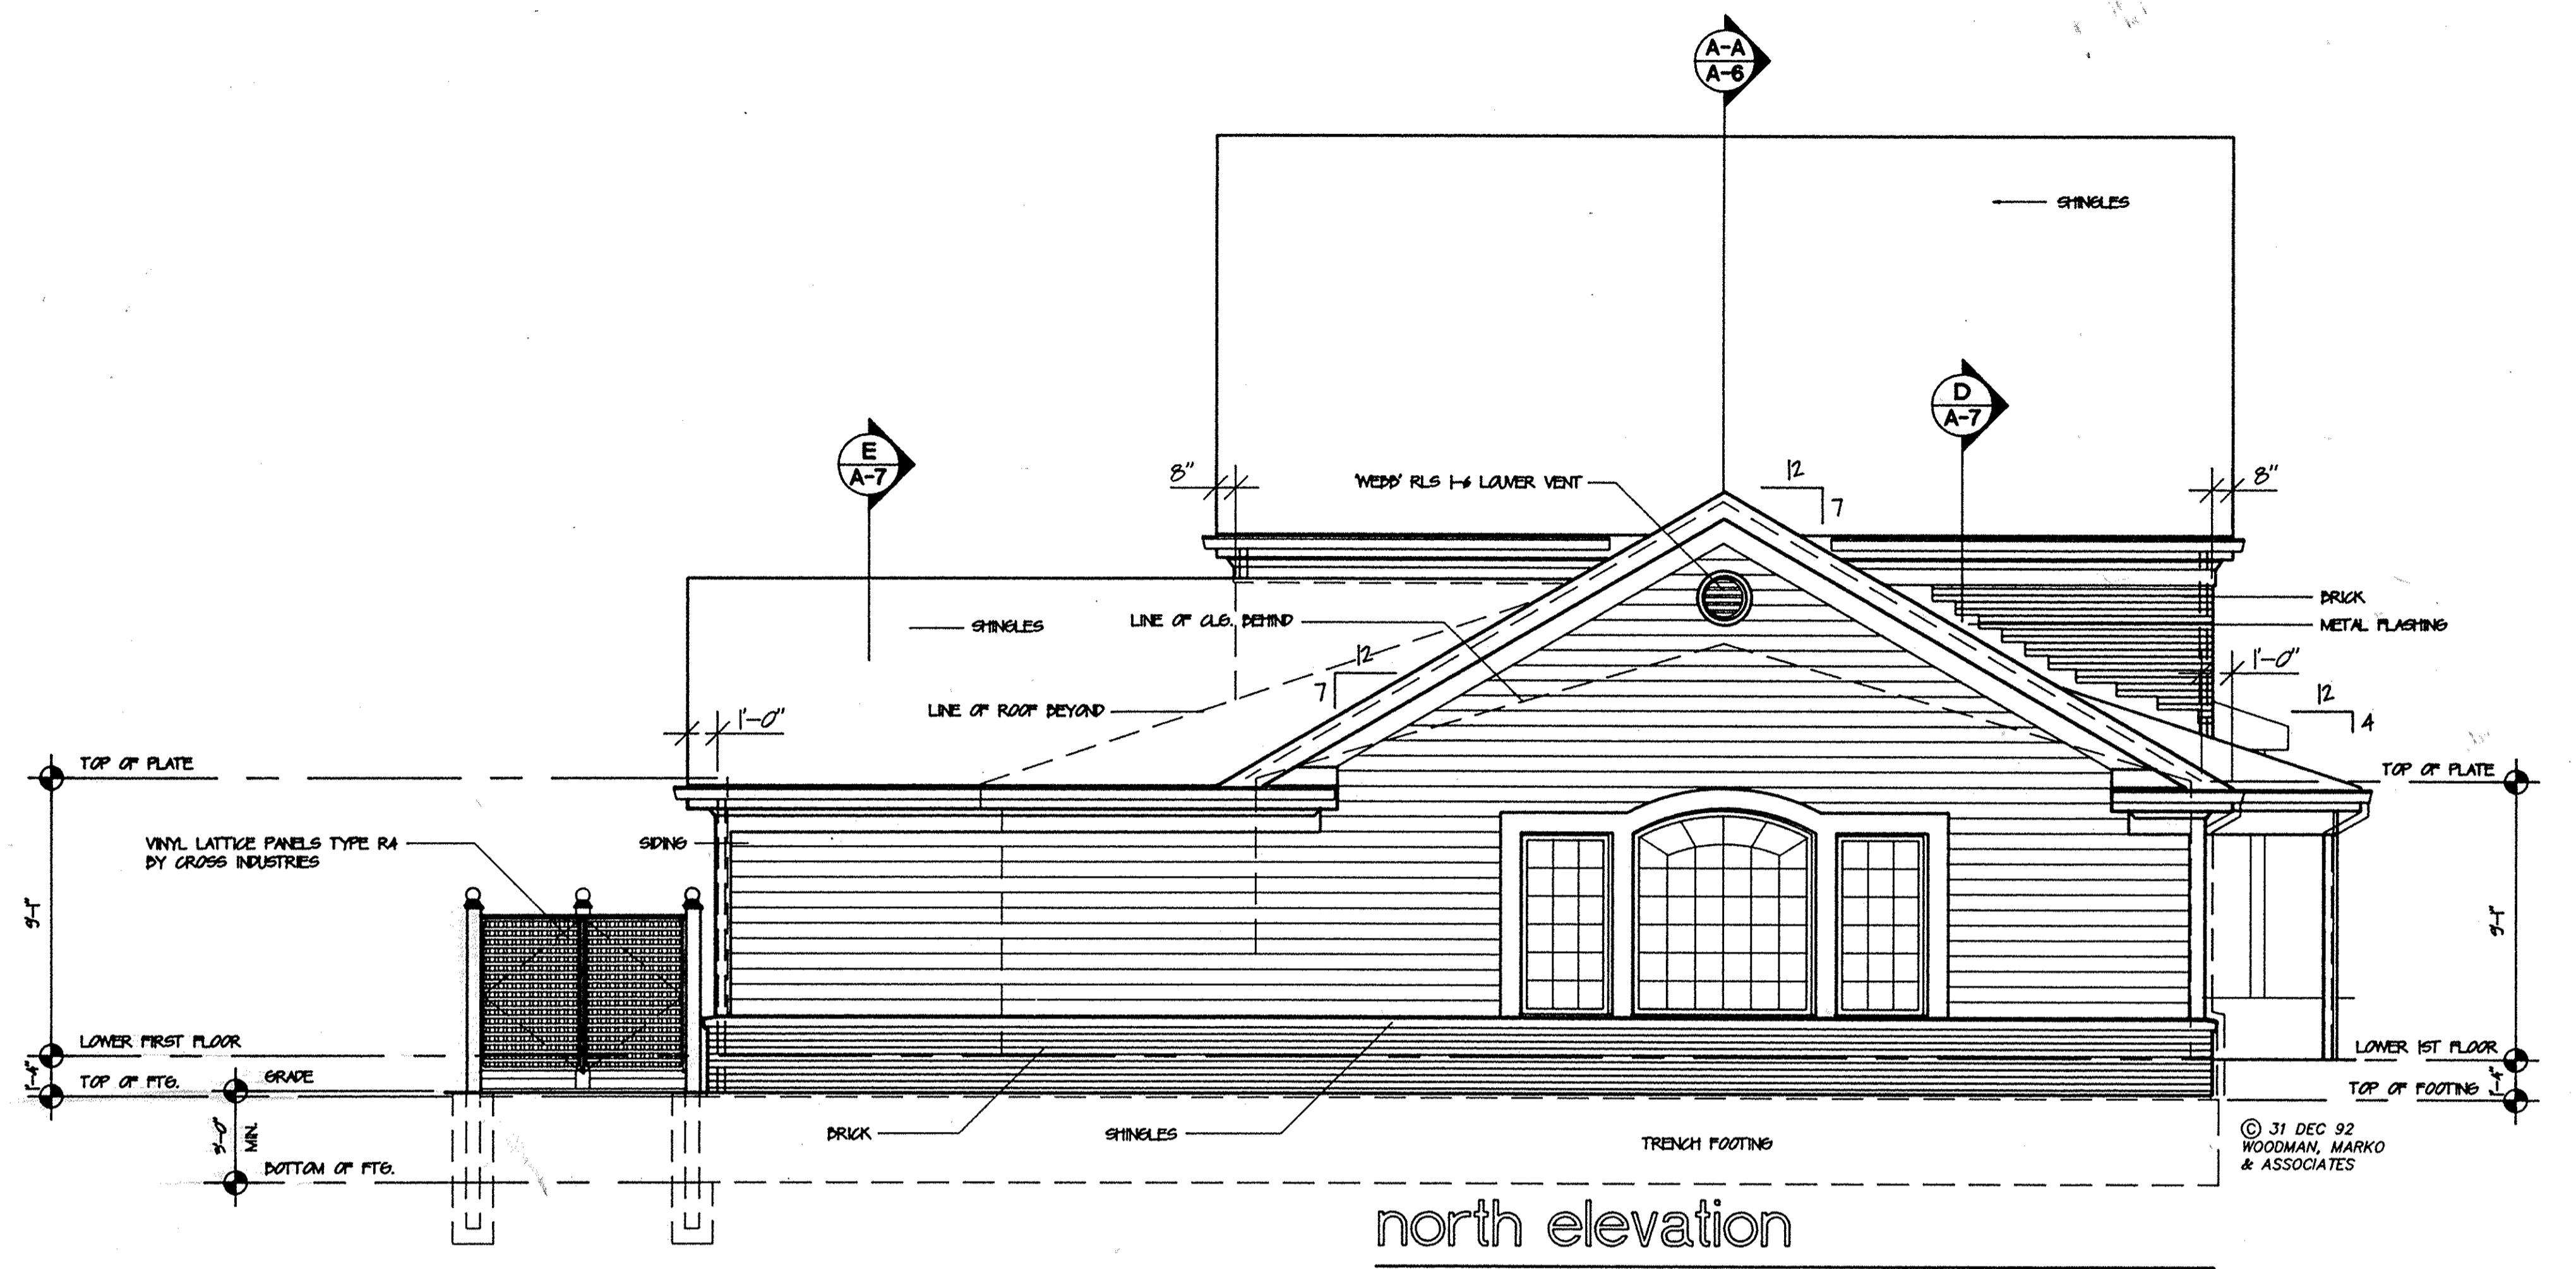 A-A
A-6
SHINGLES
D
A-7
E
A-7
8"
'WEBB' RLS 1-6 LOUVER VENT
12
7
8"
BRICK
SHINGLES
LINE OF CLG. BEHIND
METAL FLASHING
12
7
1'-0"
LINE OF ROOF BEYOND
1'-0"
12
4
TOP OF PLATE
TOP OF PLATE
VINYL LATTICE PANELS TYPE R4
BY CROSS INDUSTRIES
SIDING
9'-1"
9'-1"
LOWER FIRST FLOOR
LOWER 1ST FLOOR
1'-4"
TOP OF FTG.
GRADE
TOP OF FOOTING
1'-4"
3'-0"
MIN.
BRICK
SHINGLES
TRENCH FOOTING
© 31 DEC 92
WOODMAN, MARKO
& ASSOCIATES
BOTTOM OF FTG.
north elevation